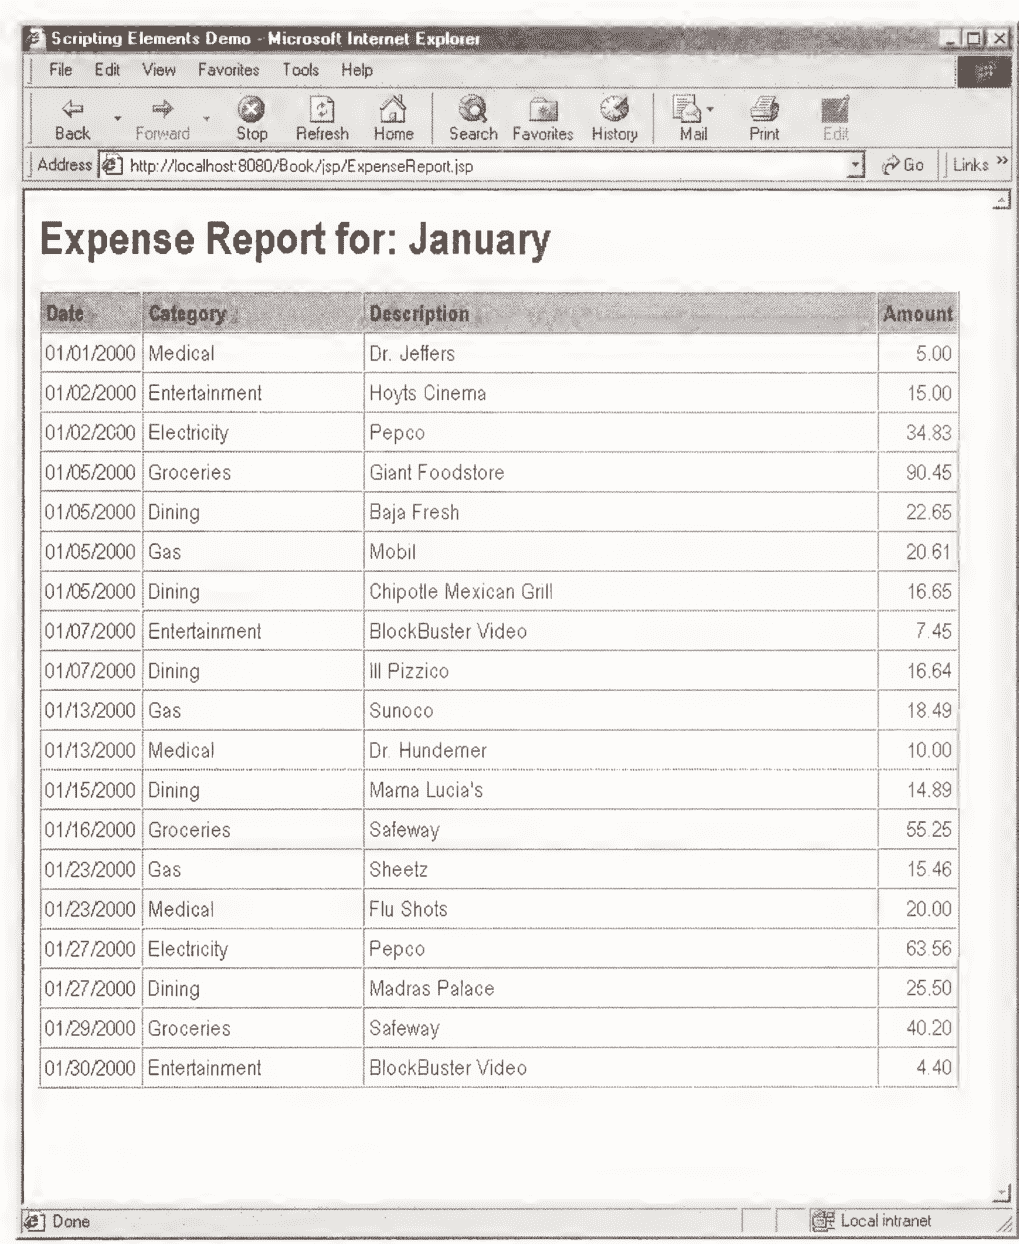 Scripting Elements Demo - Microsoft Internet Explorer
File Edit View Favorites Tools Help
Back Forward Stop Refresh Home Search Favorites History Mail Print Edit
Address http://localhost:8080/Book/jsp/ExpenseReport.jsp Go Links »
Expense Report for: January
Date Category Description Amount
01/01/2000 Medical Dr. Jeffers 5.00
01/02/2000 Entertainment Hoyts Cinema 15.00
01/02/2000 Electricity Pepco 34.83
01/05/2000 Groceries Giant Foodstore 90.45
01/05/2000 Dining Baja Fresh 22.65
01/05/2000 Gas Mobil 20.61
01/05/2000 Dining Chipotle Mexican Grill 16.65
01/07/2000 Entertainment BlockBuster Video 7.45
01/07/2000 Dining Ill Pizzico 16.64
01/13/2000 Gas Sunoco 18.49
01/13/2000 Medical Dr. Hundemer 10.00
01/15/2000 Dining Mama Lucia's 14.89
01/16/2000 Groceries Safeway 55.25
01/23/2000 Gas Sheetz 15.46
01/23/2000 Medical Flu Shots 20.00
01/27/2000 Electricity Pepco 63.56
01/27/2000 Dining Madras Palace 25.50
01/29/2000 Groceries Safeway 40.20
01/30/2000 Entertainment BlockBuster Video 4.40
Done Local intranet